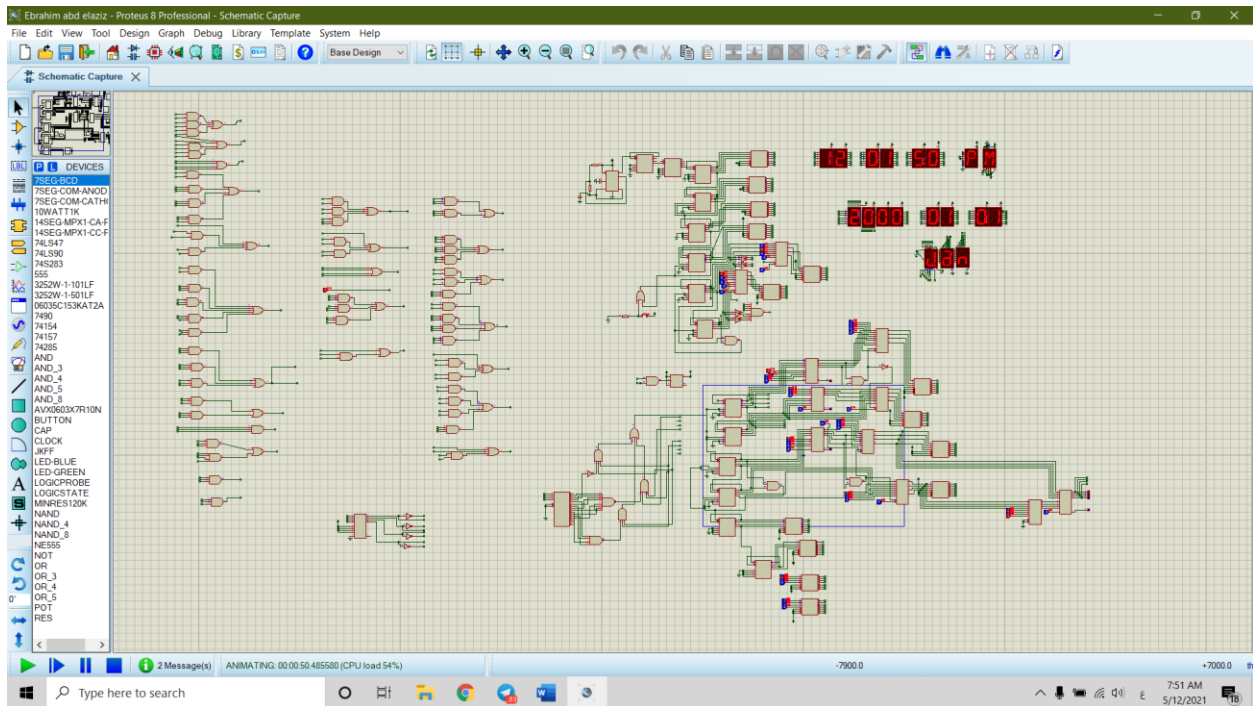 Ebrahim abd elaziz - Proteus 8 Professional - Schematic Capture
File Edit View Tool Design Graph Debug Library Template System Help
Base Design
Schematic Capture
P L DEVICES
7SEG-BCD
7SEG-COM-ANOD
7SEG-COM-CATH
10WATT1K
14SEG-MPX1-CA-
14SEG-MPX1-CC-
74LS47
74LS90
74S283
555
3252W-1-101LF
3252W-1-501LF
06035C153KAT2A
7490
74154
74157
74285
AND
AND_3
AND_4
AND_5
AND_8
AVX0603X7R10N
BUTTON
CAP
CLOCK
JKFF
LED-BLUE
LED-GREEN
LOGICPROBE
LOGICSTATE
MINRES120K
NAND
NAND_4
NAND_8
NE555
NOT
OR
OR_3
OR_4
OR_5
POT
RES
LBL
A
S
0°
12 01 50 PM
2000 01 01
2 Message(s) ANIMATING: 00:00:50.485580 (CPU load 54%) -7900.0 +7000.0 th
Type here to search
ع
7:51 AM
5/12/2021
18